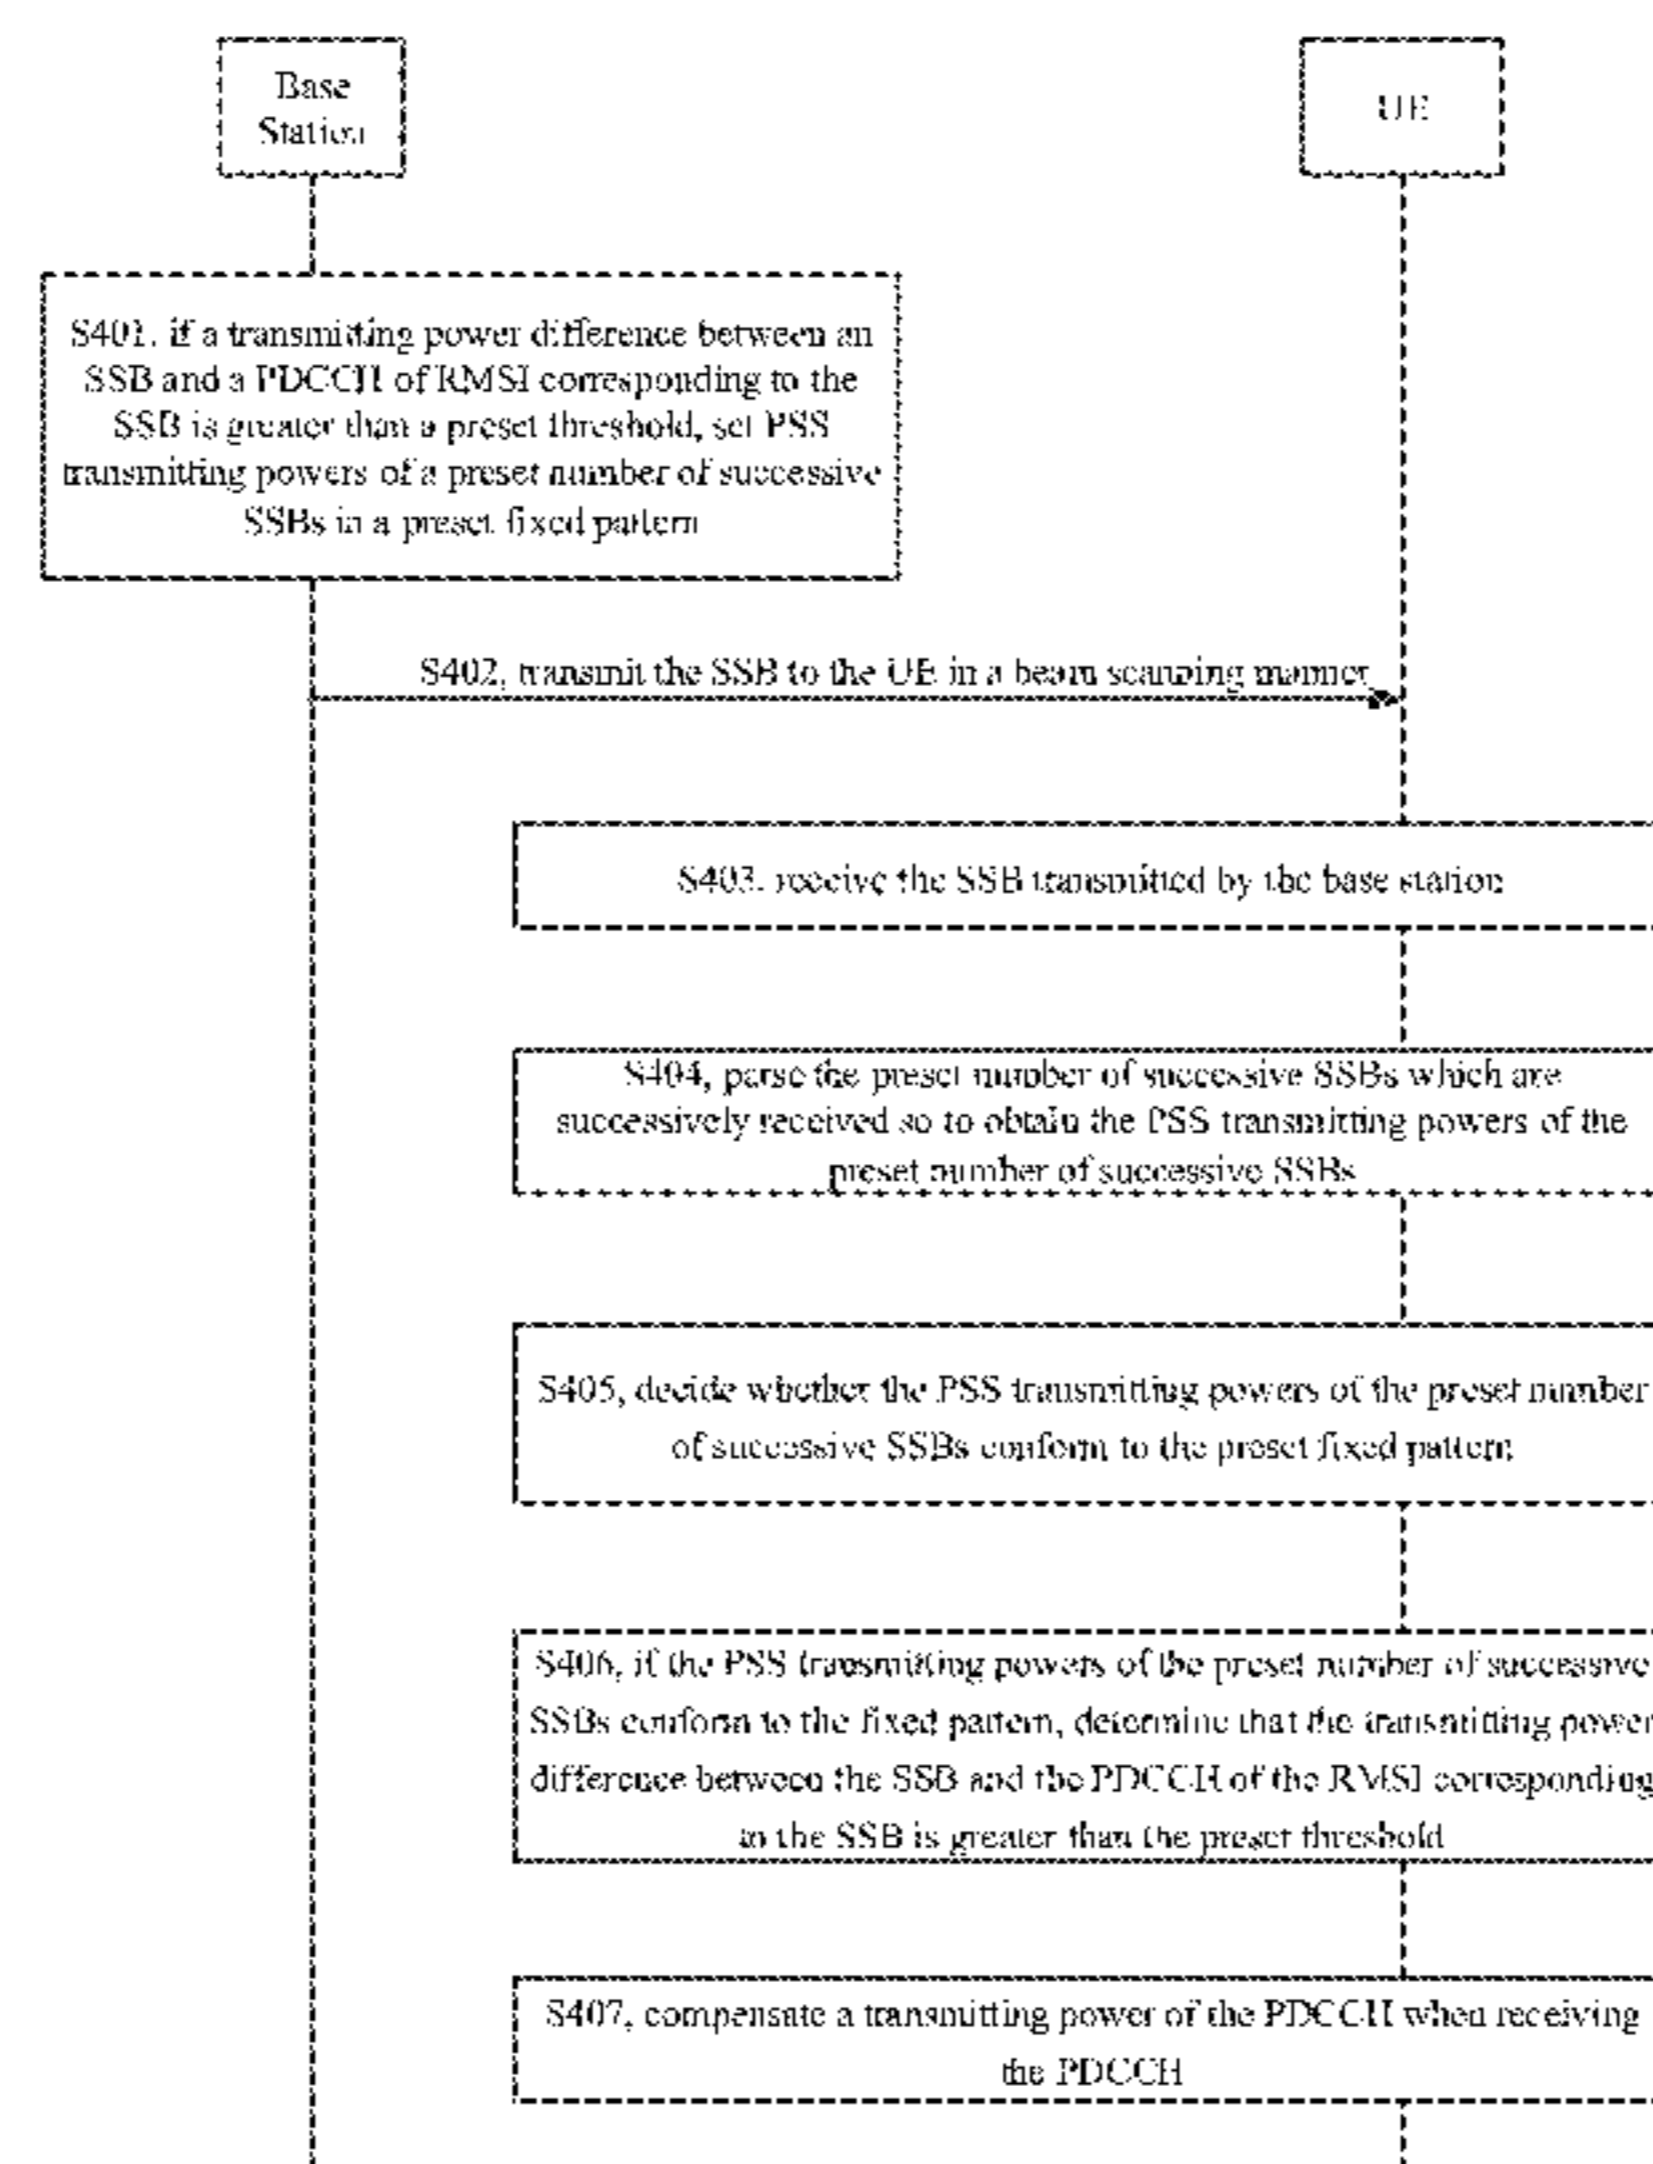 Base
Station
UE
S401. if a transmitting power difference between an
SSB and a PDCCH of RMSI corresponding to the
SSB is greater than a preset threshold, set PSS
transmitting powers of a preset number of successive
SSBs in a preset fixed pattern
S402, transmit the SSB to the UE in a beam scanning manner
S403. receive the SSB transmitted by the base station
S404, parse the preset number of successive SSBs which are
successively received so to obtain the PSS transmitting powers of the
preset number of successive SSBs
S405, decide whether the PSS transmitting powers of the preset number
of successive SSBs conform to the preset fixed pattern
S406, if the PSS transmitting powers of the preset number of successive
SSBs conform to the fixed pattern, determine that the transmitting power
difference between the SSB and the PDCCH of the RMSI corresponding
to the SSB is greater than the preset threshold
S407, compensate a transmitting power of the PDCCH when receiving
the PDCCH